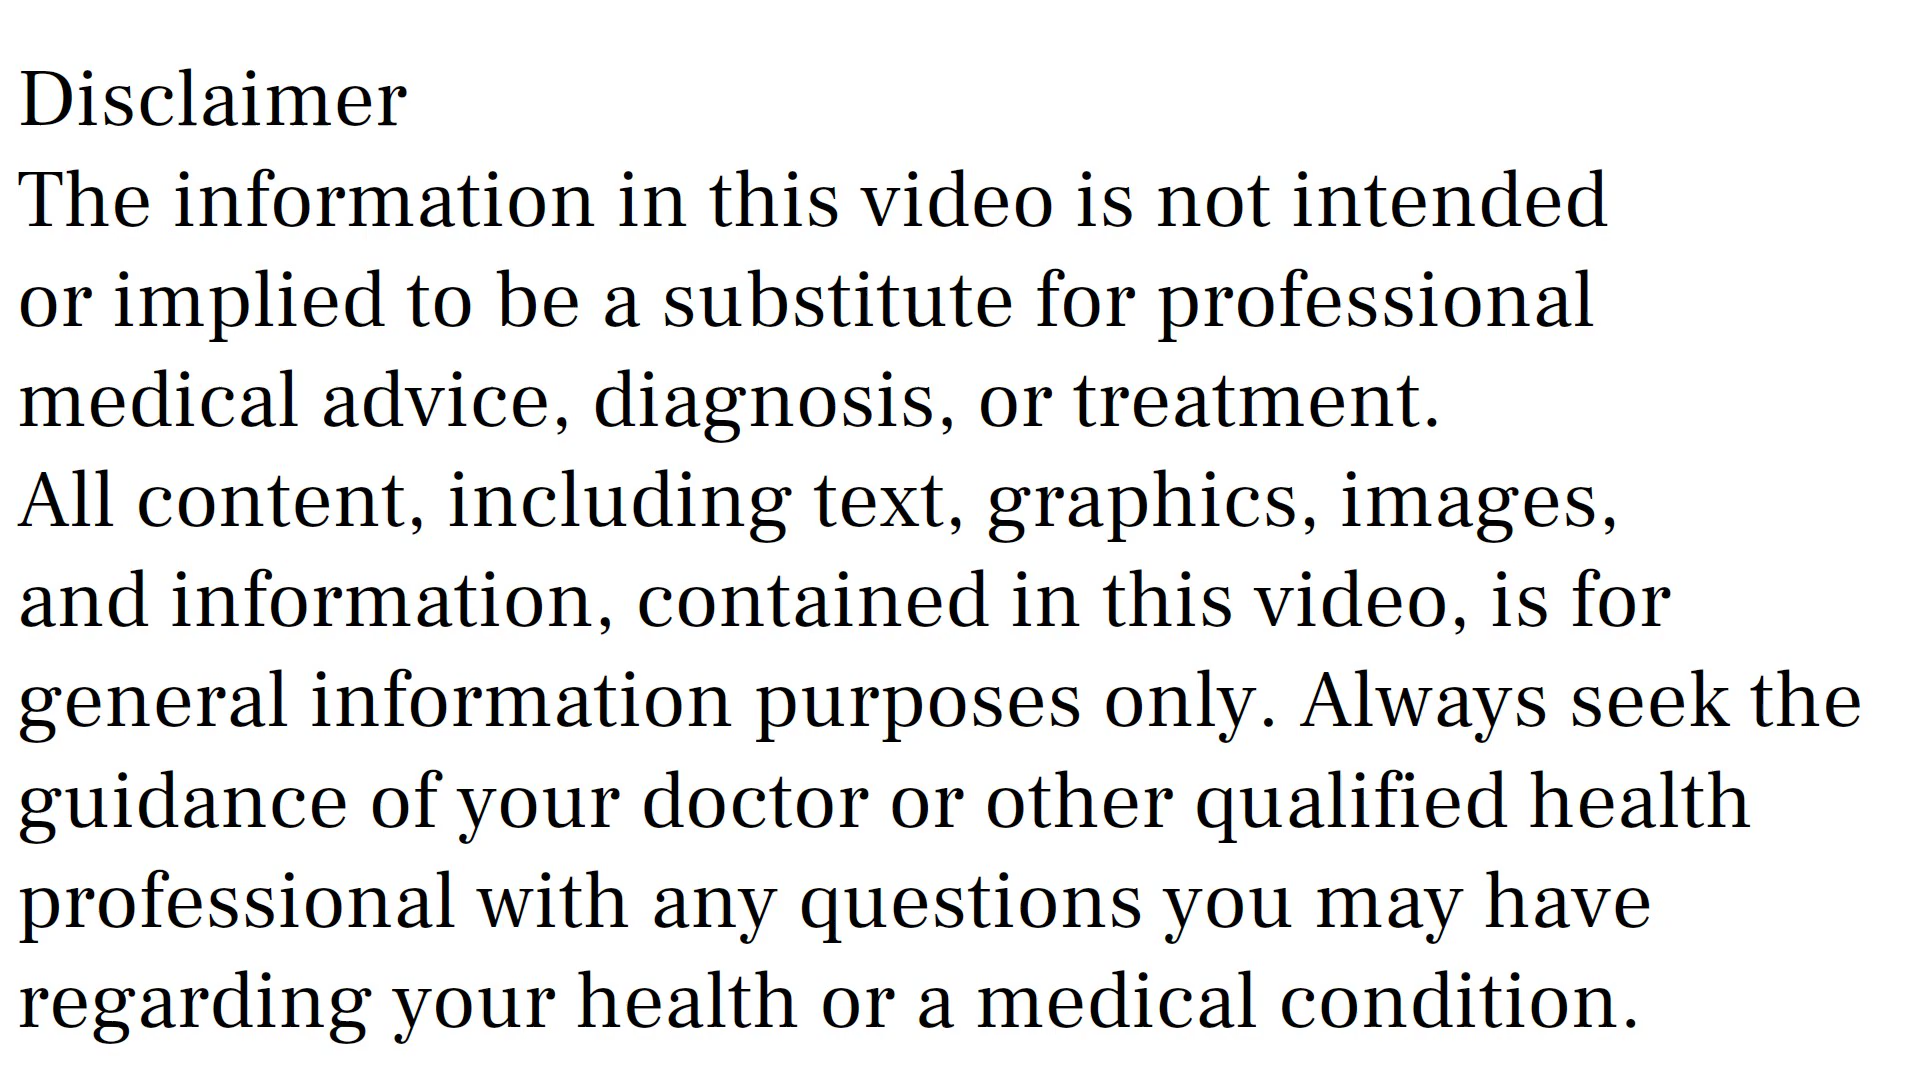 Disclaimer
The information in this video is not intended
or implied to be a substitute for professional
medical advice, diagnosis, or treatment.
All content, including text, graphics, images,
and information, contained in this video, is for
general information purposes only. Always seek the
guidance of your doctor or other qualified health
professional with any questions you may have
regarding your health or a medical condition.